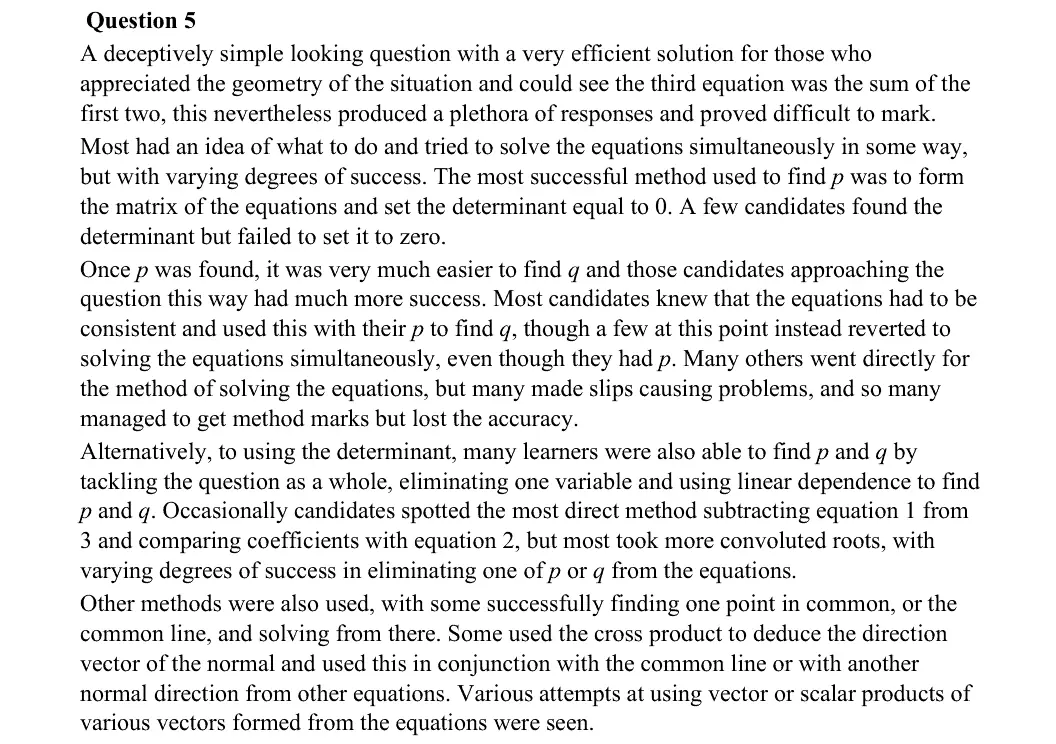 Question 5
A deceptively simple looking question with a very efficient solution for those who
appreciated the geometry of the situation and could see the third equation was the sum of the
first two, this nevertheless produced a plethora of responses and proved difficult to mark.
Most had an idea of what to do and tried to solve the equations simultaneously in some way,
but with varying degrees of success. The most successful method used to find p was to form
the matrix of the equations and set the determinant equal to 0. A few candidates found the
determinant but failed to set it to zero.
Once p was found, it was very much easier to find q and those candidates approaching the
question this way had much more success. Most candidates knew that the equations had to be
consistent and used this with their p to find q, though a few at this point instead reverted to
solving the equations simultaneously, even though they had p. Many others went directly for
the method of solving the equations, but many made slips causing problems, and so many
managed to get method marks but lost the accuracy.
Alternatively, to using the determinant, many learners were also able to find p and q by
tackling the question as a whole, eliminating one variable and using linear dependence to find
p and q. Occasionally candidates spotted the most direct method subtracting equation 1 from
3 and comparing coefficients with equation 2, but most took more convoluted roots, with
varying degrees of success in eliminating one of p or q from the equations.
Other methods were also used, with some successfully finding one point in common, or the
common line, and solving from there. Some used the cross product to deduce the direction
vector of the normal and used this in conjunction with the common line or with another
normal direction from other equations. Various attempts at using vector or scalar products of
various vectors formed from the equations were seen.